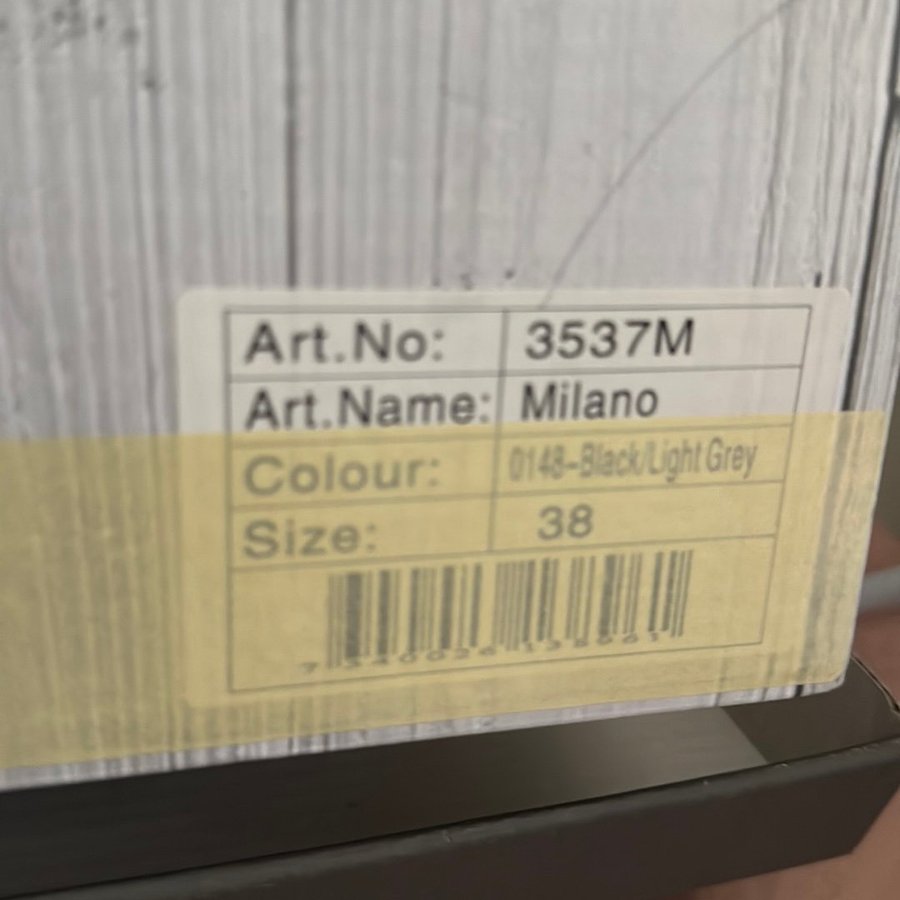 Art.No: 3537M
Art.Name: Milano
Colour: 0148-Black/Light Grey
Size: 38